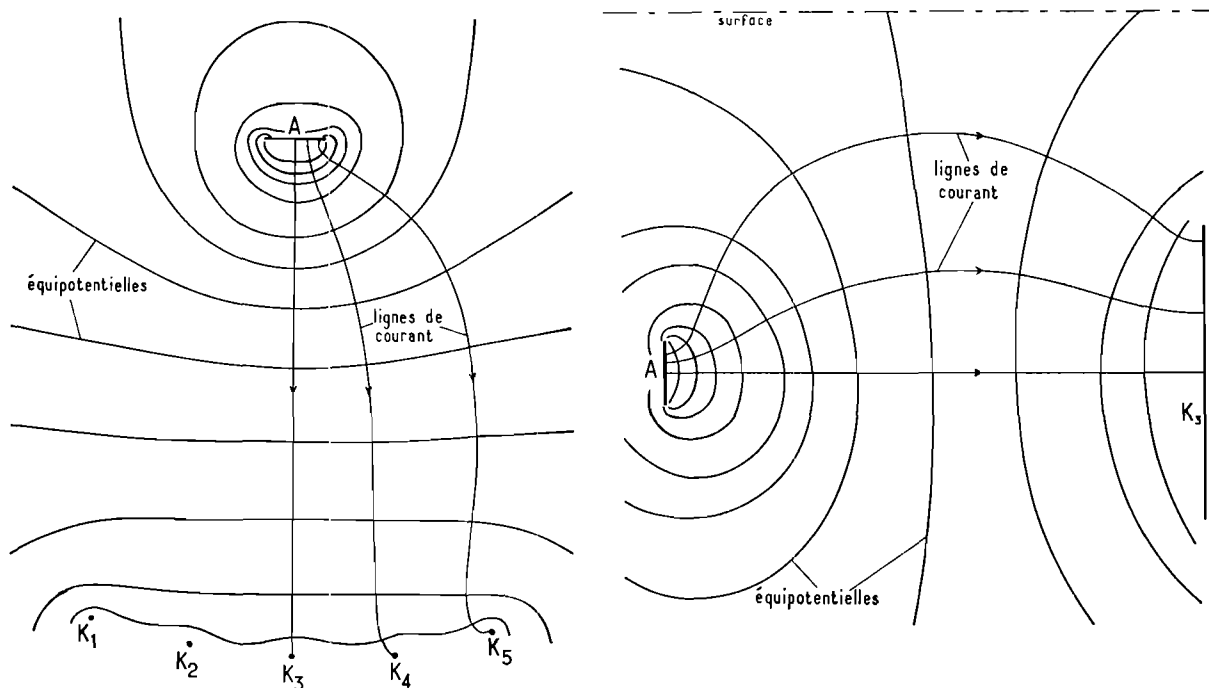 A
équipotentielles
lignes de
courant
K1
K2
K3
K4
K5
surface
lignes de
courant
A
K3
équipotentielles